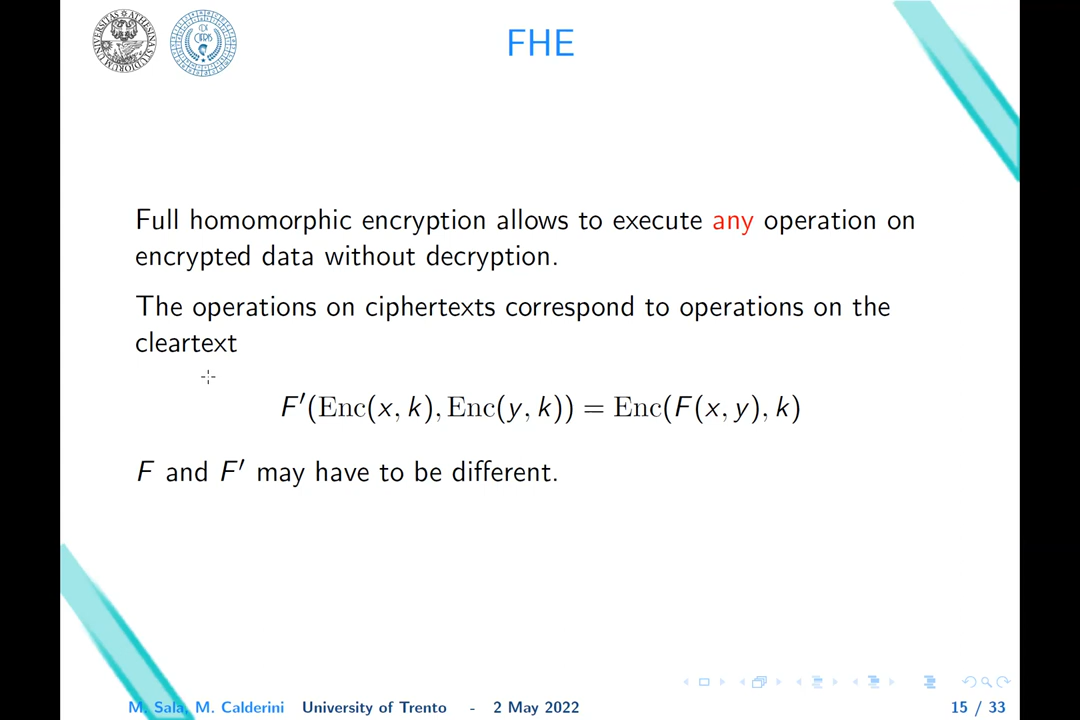 FHE
Full homomorphic encryption allows to execute any operation on
encrypted data without decryption.
The operations on ciphertexts correspond to operations on the
cleartext
F′(Enc(x, k), Enc(y, k)) = Enc(F(x, y), k)
F and F′ may have to be different.
M. Sala, M. Calderini University of Trento - 2 May 2022 15 / 33